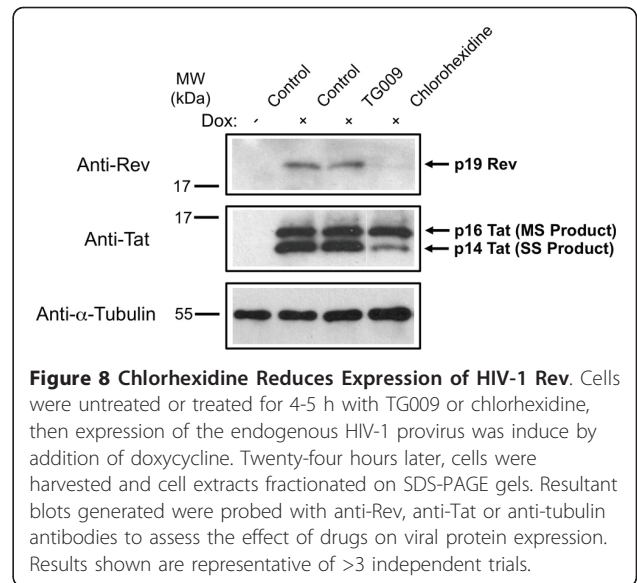 MW
(kDa)
Control
Control
TG009
Chlorohexidine
Dox: - × × ×
Anti-Rev
p19 Rev
17
17
Anti-Tat
p16 Tat (MS Product)
p14 Tat (SS Product)
Anti-α-Tubulin
55
Figure 8 Chlorhexidine Reduces Expression of HIV-1 Rev. Cells
were untreated or treated for 4-5 h with TG009 or chlorhexidine,
then expression of the endogenous HIV-1 provirus was induce by
addition of doxycycline. Twenty-four hours later, cells were
harvested and cell extracts fractionated on SDS-PAGE gels. Resultant
blots generated were probed with anti-Rev, anti-Tat or anti-tubulin
antibodies to assess the effect of drugs on viral protein expression.
Results shown are representative of >3 independent trials.